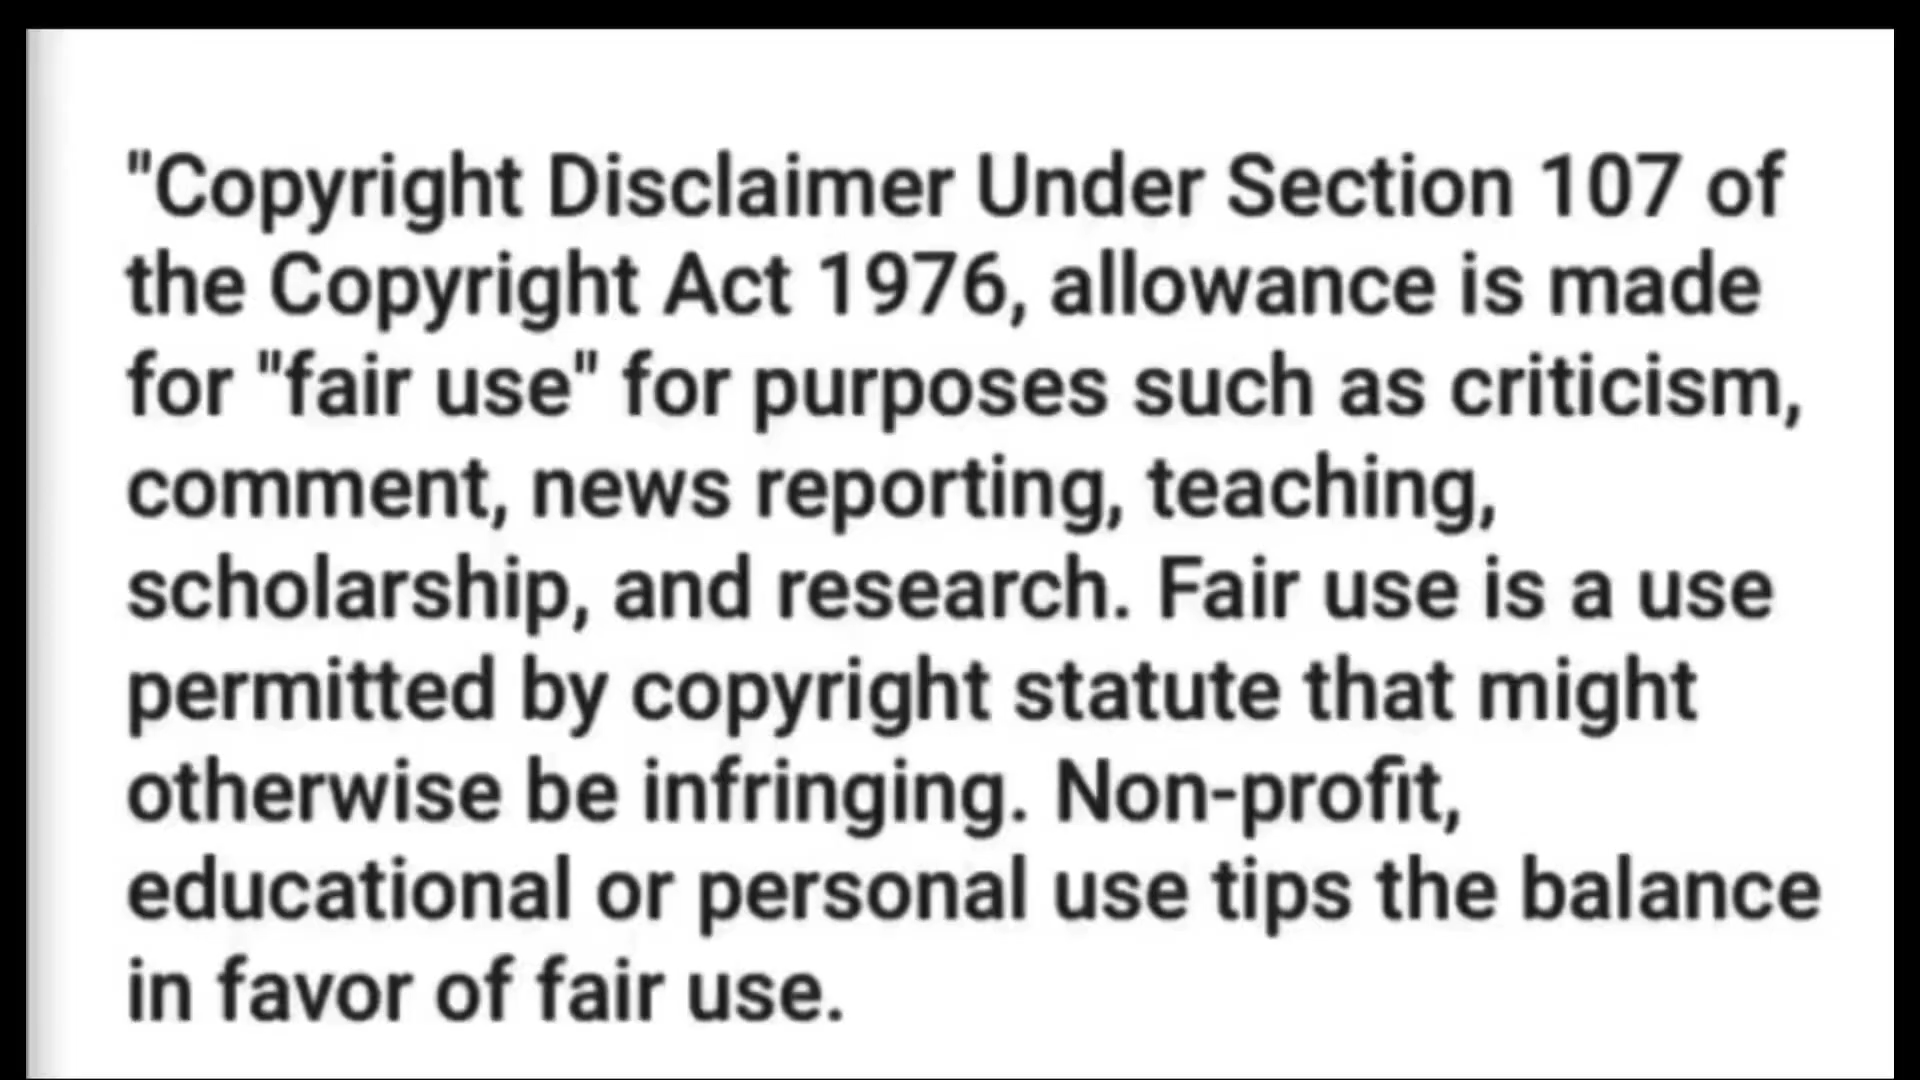 "Copyright Disclaimer Under Section 107 of
the Copyright Act 1976, allowance is made
for "fair use" for purposes such as criticism,
comment, news reporting, teaching,
scholarship, and research. Fair use is a use
permitted by copyright statute that might
otherwise be infringing. Non-profit,
educational or personal use tips the balance
in favor of fair use.